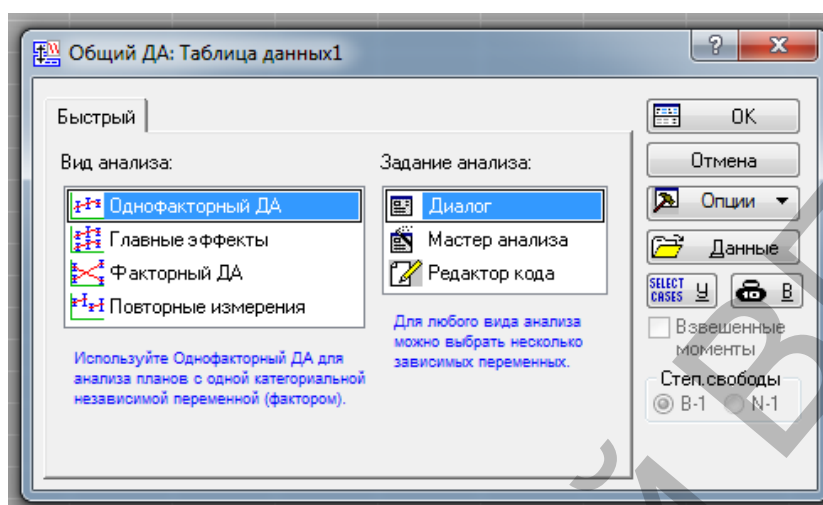 Общий ДА: Таблица данных1
Быстрый
Вид анализа:
Однофакторный ДА
Главные эффекты
Факторный ДА
Повторные измерения
Используйте Однофакторный ДА для
анализа планов с одной категориальной
независимой переменной (фактором).
Задание анализа:
Диалог
Мастер анализа
Редактор кода
Для любого вида анализа
можно выбрать несколько
зависимых переменных.
OK
Отмена
Опции
Данные
SELECT CASES У В
Взвешенные
моменты
Степ.свободы
В-1 N-1